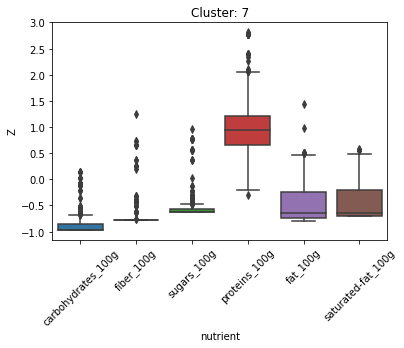 Cluster: 7
3.0
2.5
2.0
1.5
1.0
0.5
0.0
−0.5
−1.0
Z
carbohydrates_100g
fiber_100g
sugars_100g
proteins_100g
fat_100g
saturated-fat_100g
nutrient